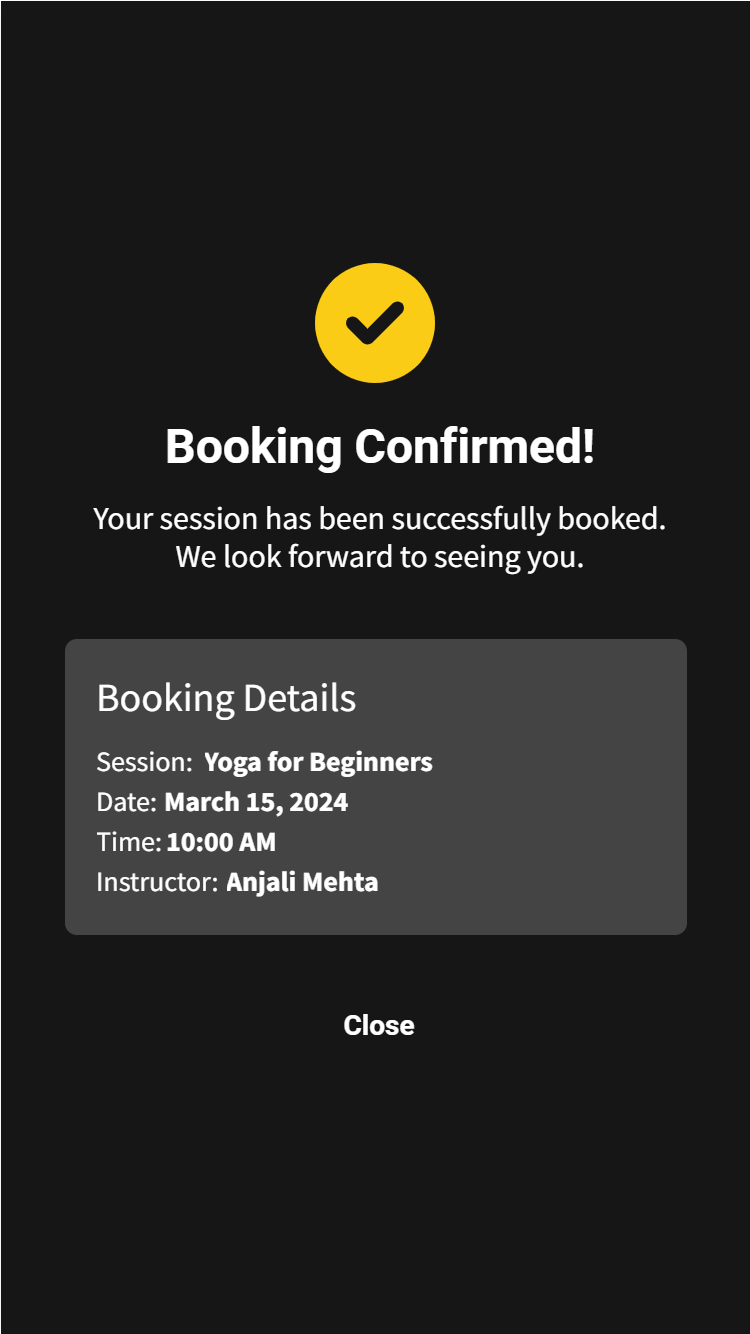 Booking Confirmed!
Your session has been successfully booked.
We look forward to seeing you.
Booking Details
Session: Yoga for Beginners
Date: March 15, 2024
Time: 10:00 AM
Instructor: Anjali Mehta
Close